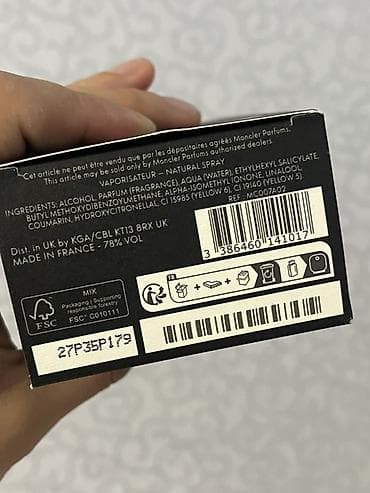 Cet article ne peut être vendu que par les dépositaires agréés Moncler Parfums.
This article may be sold only by Moncler Parfums authorized dealers.
VAPORISATEUR – NATURAL SPRAY
INGREDIENTS: ALCOHOL, PARFUM (FRAGRANCE), AQUA (WATER), ETHYLHEXYL SALICYLATE,
BUTYL METHOXYDIBENZOYLMETHANE, ALPHA-ISOMETHYL IONONE, LINALOOL,
COUMARIN, HYDROXYCITRONELLAL, CI 15985 (YELLOW 6), CI 19140 (YELLOW 5).
REF.: MC007A02
Dist. in UK by KGA/CBL KT13 8RX UK
MADE IN FRANCE - 78% VOL
3 386460 141017
FR
MIX
Packaging | Supporting
responsible forestry
FSC
FSC® C010111
27P35P179